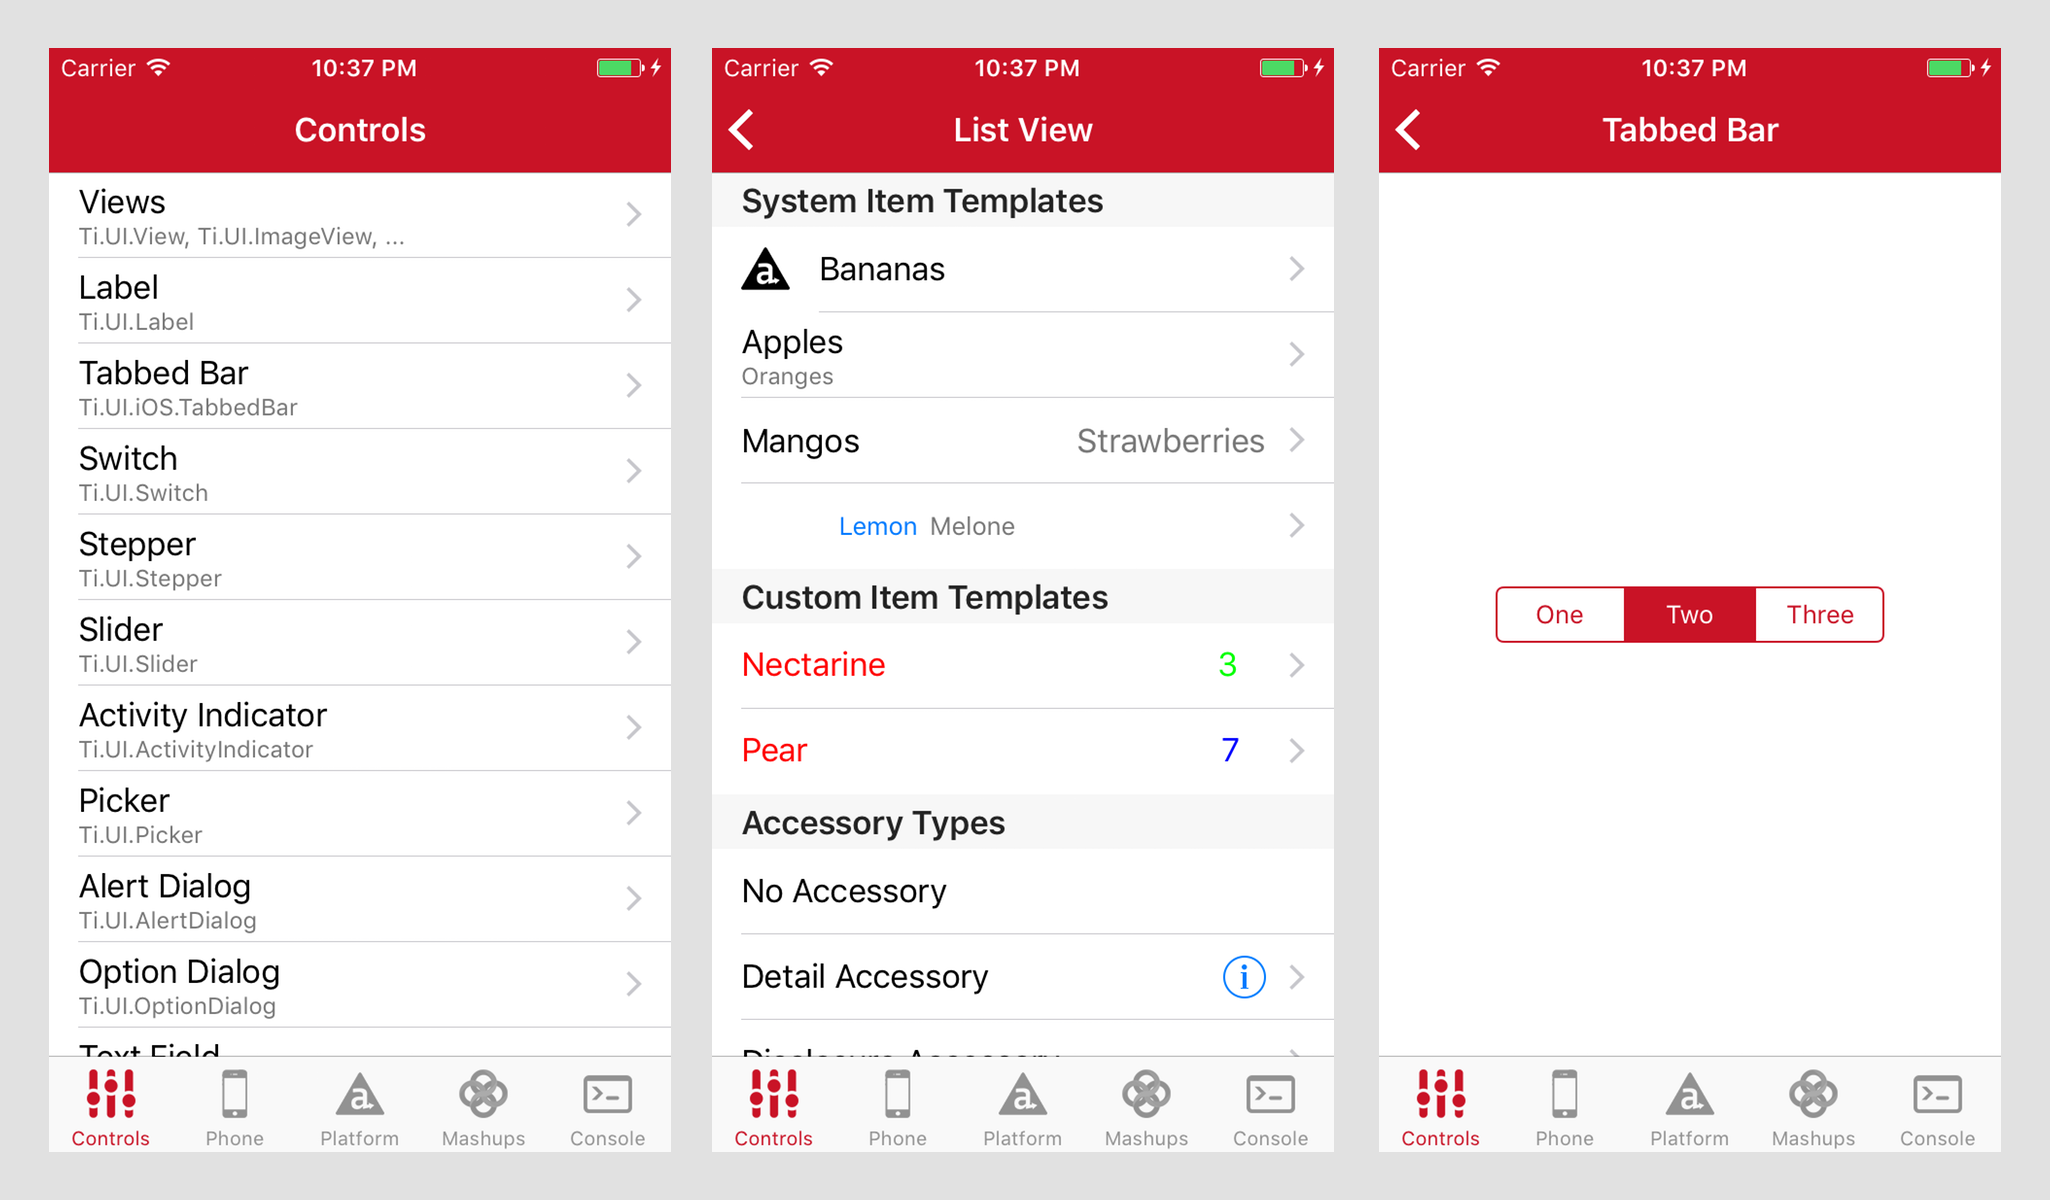 Carrier 10:37 PM
Controls
Views
Ti.UI.View, Ti.UI.ImageView, ...
Label
Ti.UI.Label
Tabbed Bar
Ti.UI.iOS.TabbedBar
Switch
Ti.UI.Switch
Stepper
Ti.UI.Stepper
Slider
Ti.UI.Slider
Activity Indicator
Ti.UI.ActivityIndicator
Picker
Ti.UI.Picker
Alert Dialog
Ti.UI.AlertDialog
Option Dialog
Ti.UI.OptionDialog
Text Field
Controls Phone Platform Mashups Console
Carrier 10:37 PM
List View
System Item Templates
Bananas
Apples
Oranges
Mangos Strawberries
Lemon Melone
Custom Item Templates
Nectarine 3
Pear 7
Accessory Types
No Accessory
Detail Accessory
Disclosure Accessory
Controls Phone Platform Mashups Console
Carrier 10:37 PM
Tabbed Bar
One Two Three
Controls Phone Platform Mashups Console